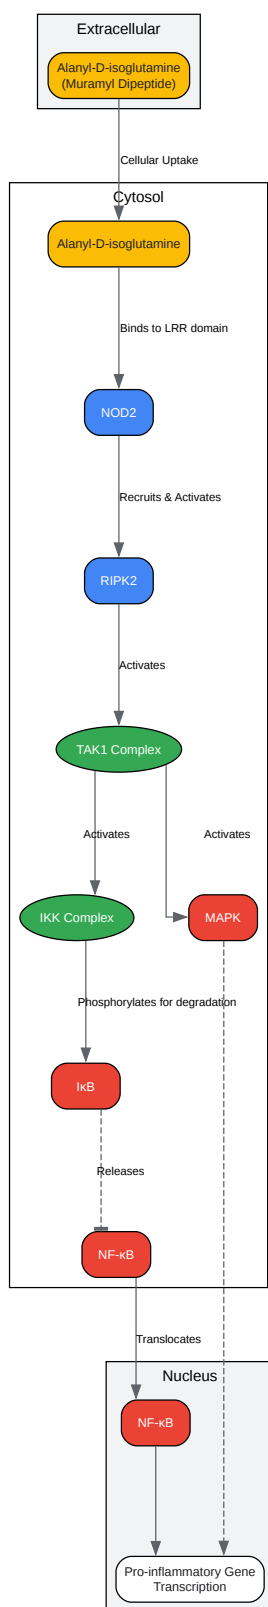 Extracellular
Alanyl-D-isoglutamine
(Muramyl Dipeptide)
Cellular Uptake
Cytosol
Alanyl-D-isoglutamine
Binds to LRR domain
NOD2
Recruits & Activates
RIPK2
Activates
TAK1 Complex
Activates
Activates
IKK Complex
MAPK
Phosphorylates for degradation
IκB
Releases
NF-κB
Translocates
Nucleus
NF-κB
Pro-inflammatory Gene
Transcription